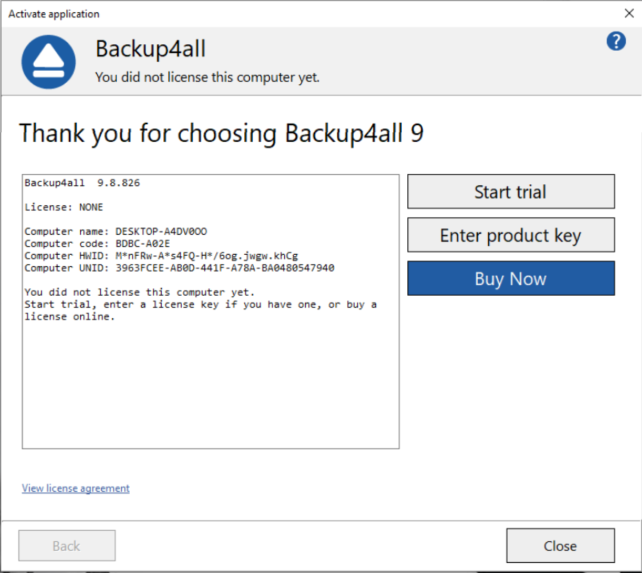 Activate application
Backup4all
You did not license this computer yet.
?
Thank you for choosing Backup4all 9
Backup4all 9.8.826
License: NONE
Computer name: DESKTOP-A4DV0OO
Computer code: BDBC-A02E
Computer HWID: M*nFRw-A*s4FQ-H*/6og.jwgw.khCg
Computer UNID: 3963FCEE-AB0D-441F-A78A-BA0480547940
You did not license this computer yet.
Start trial, enter a license key if you have one, or buy a
license online.
Start trial
Enter product key
Buy Now
View license agreement
Back
Close